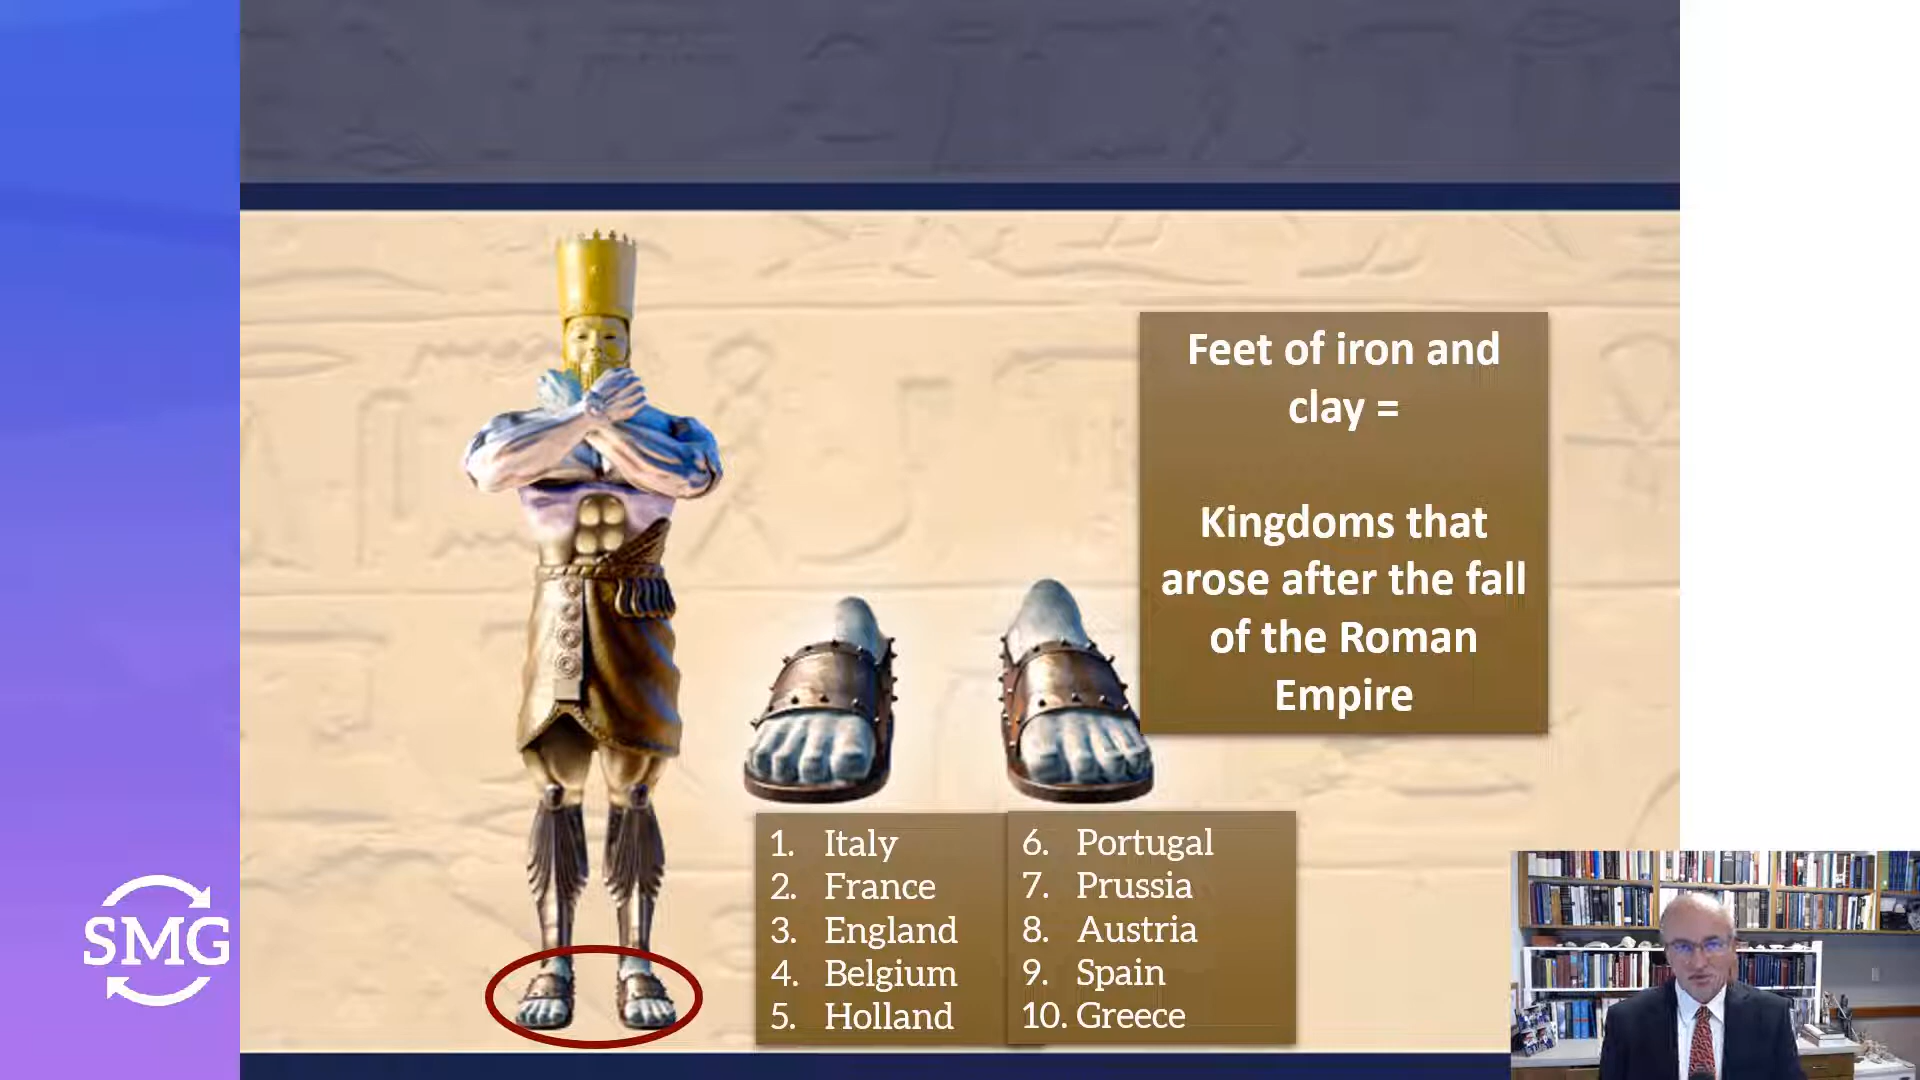 Feet of iron and
clay =
Kingdoms that
arose after the fall
of the Roman
Empire
1. Italy
2. France
3. England
4. Belgium
5. Holland
6. Portugal
7. Prussia
8. Austria
9. Spain
10. Greece
SMG